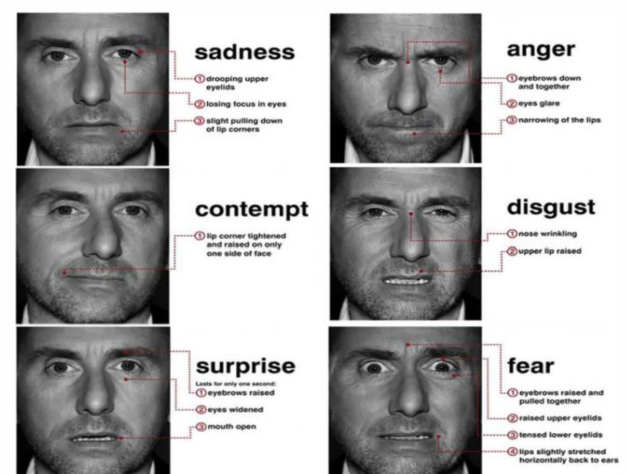 sadness
① drooping upper
eyelids
② losing focus in eyes
③ slight pulling down
of lip corners
anger
① eyebrows down
and together
② eyes glare
③ narrowing of the lips
contempt
① lip corner tightened
and raised on only
one side of face
disgust
① nose wrinkling
② upper lip raised
surprise
Lasts for only one second:
① eyebrows raised
② eyes widened
③ mouth open
fear
① eyebrows raised and
pulled together
② raised upper eyelids
③ tensed lower eyelids
④ lips slightly stretched
horizontally back to ears